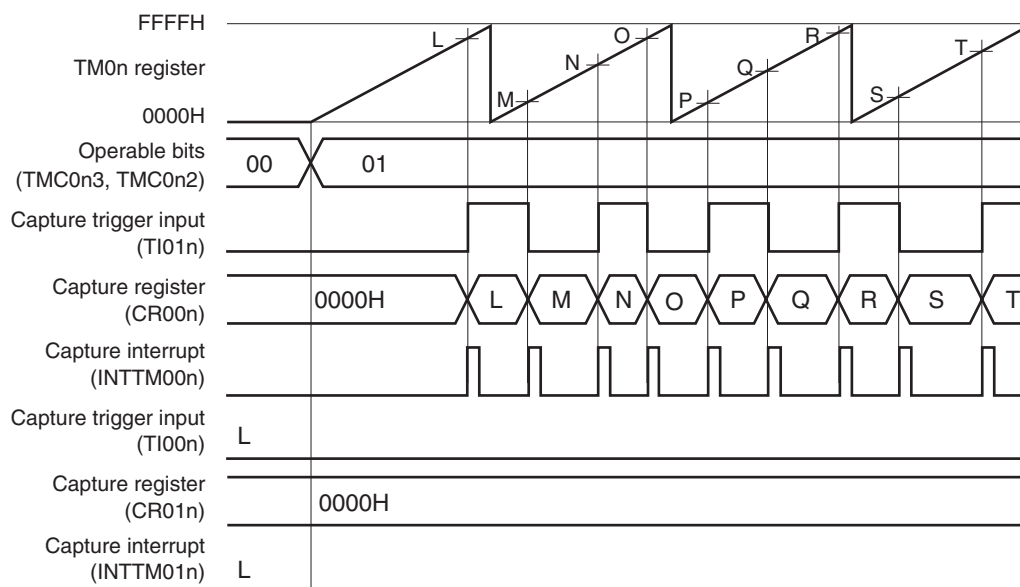 FFFFH
TM0n register
0000H
L
M
N
O
P
Q
R
S
T
Operable bits
(TMC0n3, TMC0n2)
00
01
Capture trigger input
(TI01n)
Capture register
(CR00n)
0000H
L
M
N
O
P
Q
R
S
T
Capture interrupt
(INTTM00n)
Capture trigger input
(TI00n)
L
Capture register
(CR01n)
0000H
Capture interrupt
(INTTM01n)
L